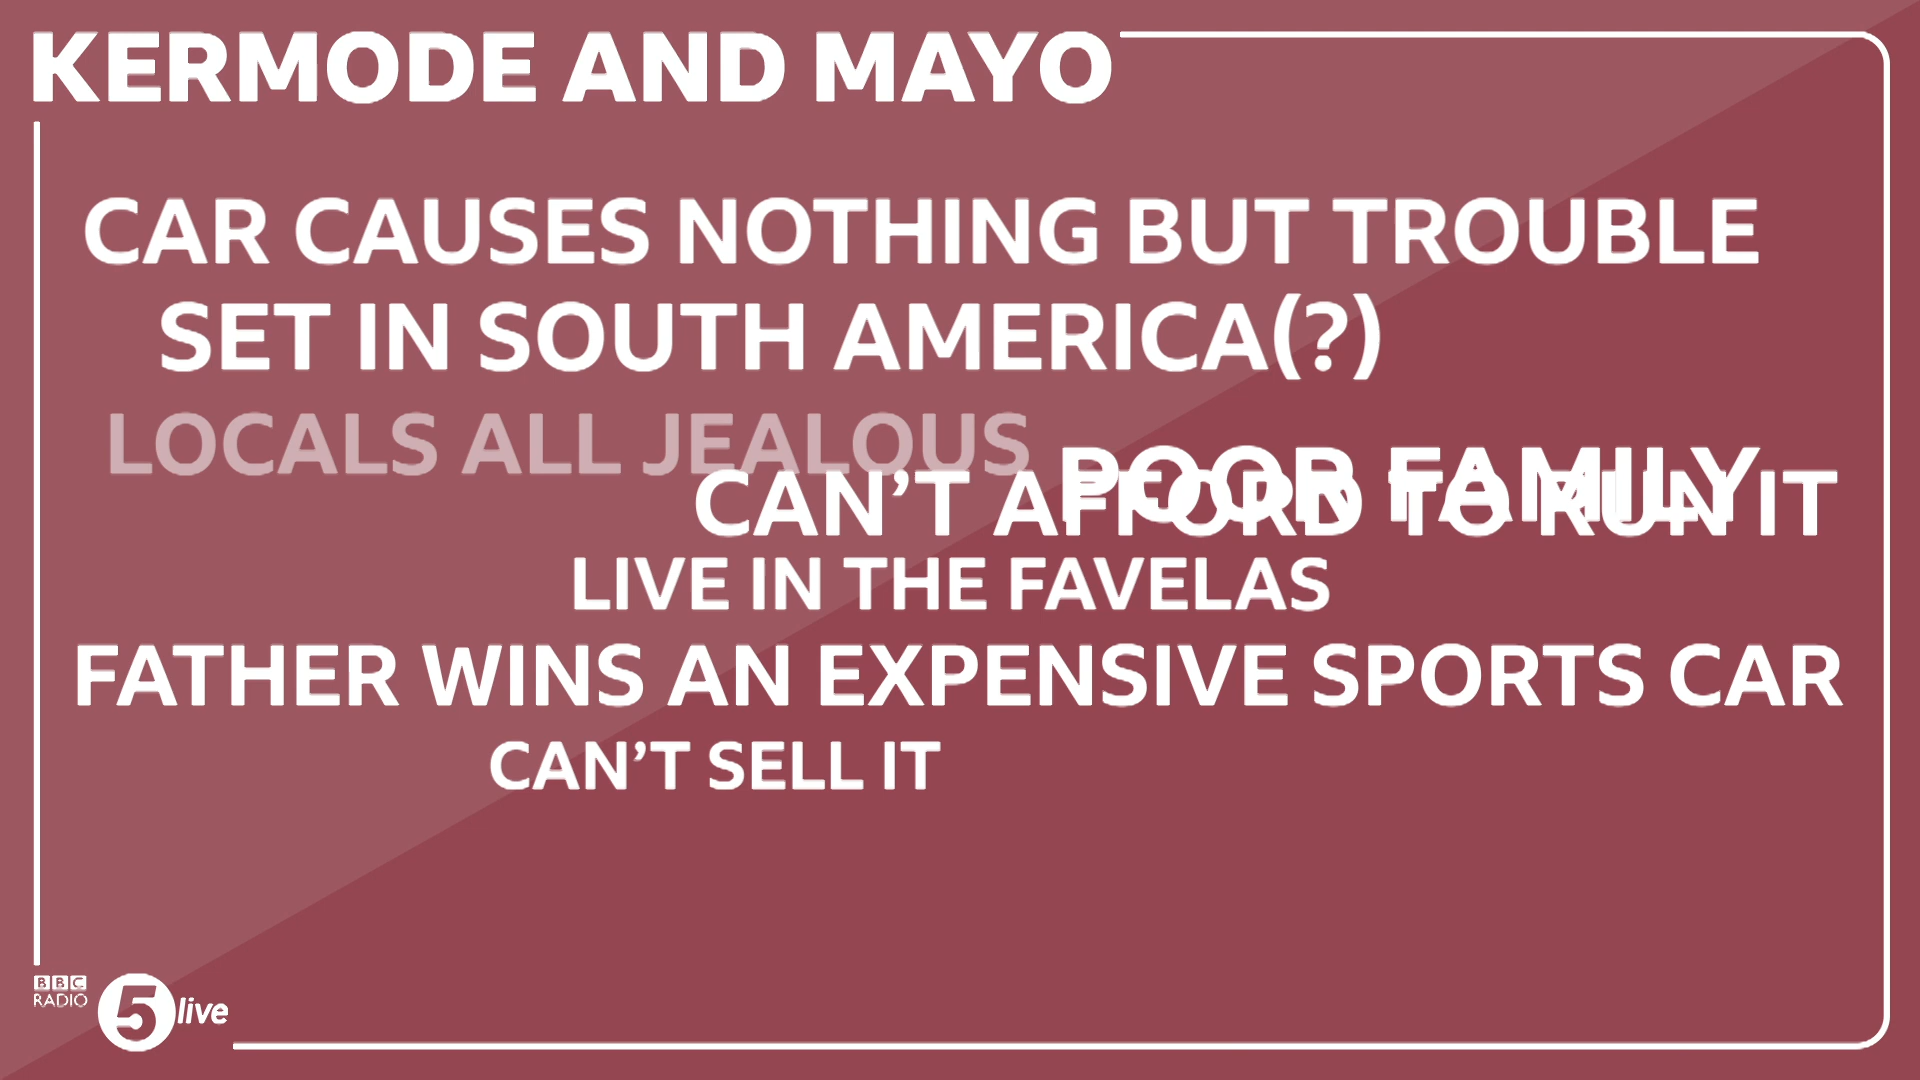 KERMODE AND MAYO
CAR CAUSES NOTHING BUT TROUBLE
SET IN SOUTH AMERICA(?)
LOCALS ALL JEALOUS
POOR FAMILY
CAN'T AFFORD TO RUN IT
LIVE IN THE FAVELAS
FATHER WINS AN EXPENSIVE SPORTS CAR
CAN'T SELL IT
BBC
RADIO
5 live